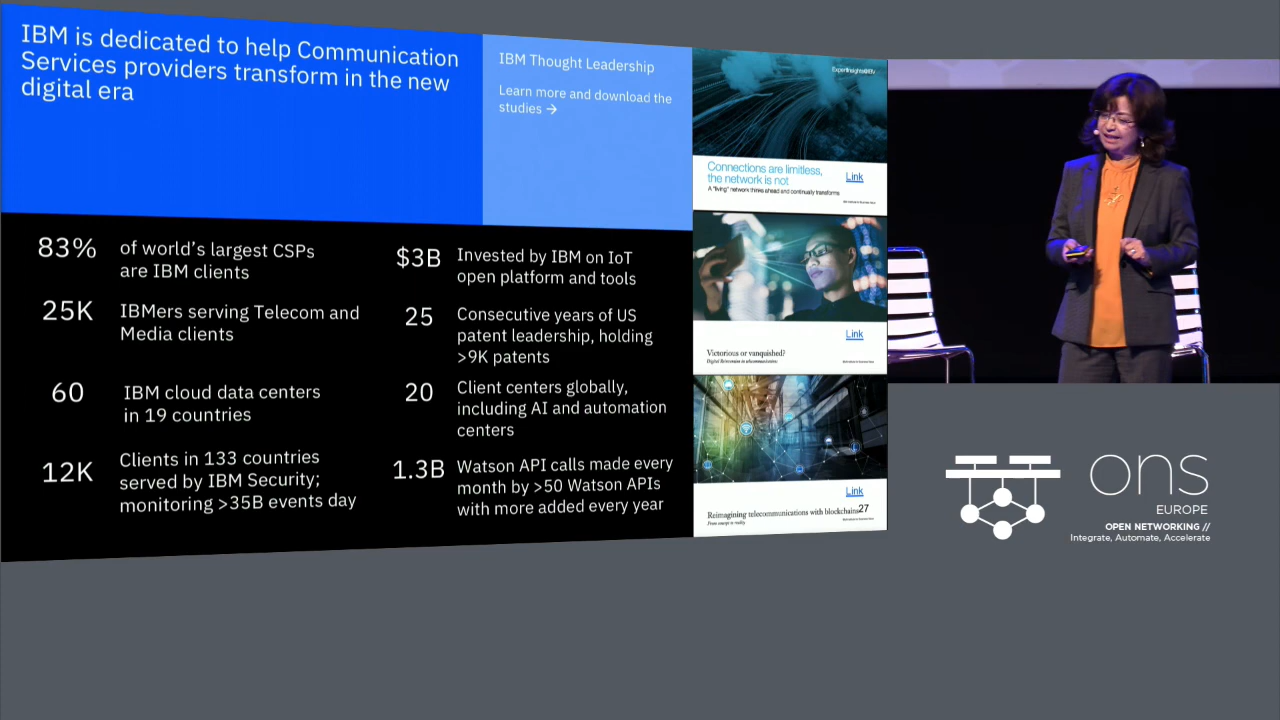 IBM is dedicated to help Communication
Services providers transform in the new
digital era
IBM Thought Leadership
Learn more and download the
studies →
83%
of world's largest CSPs
are IBM clients
25K
IBMers serving Telecom and
Media clients
60
IBM cloud data centers
in 19 countries
12K
Clients in 133 countries
served by IBM Security;
monitoring >35B events day
$3B
Invested by IBM on IoT
open platform and tools
25
Consecutive years of US
patent leadership, holding
>9K patents
20
Client centers globally,
including AI and automation
centers
1.3B
Watson API calls made every
month by >50 Watson APIs
with more added every year
Connections are limitless,
the network is not
Link
A "living" network thinks ahead and continually transforms
Link
Victorious or vanquished?
Digital Reinvention in telecommunications
Link
Reimagining telecommunications with blockchains
27
From concept to reality
ons
EUROPE
OPEN NETWORKING //
Integrate, Automate, Accelerate